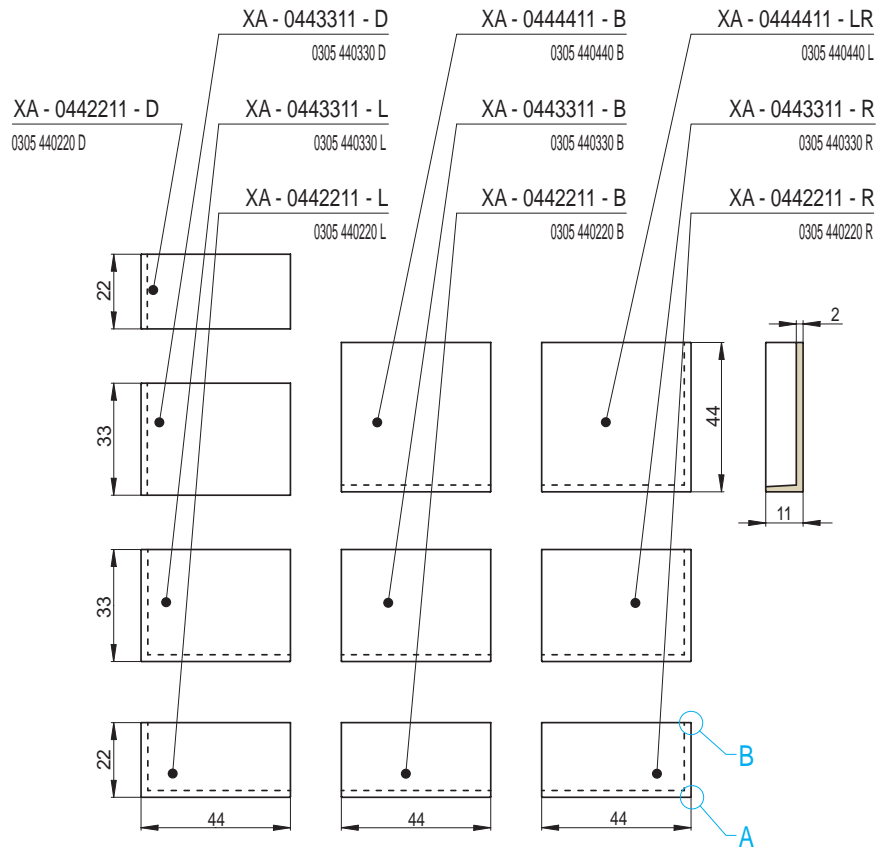 XA - 0443311 - D
0305 440330 D
XA - 0444411 - B
0305 440440 B
XA - 0444411 - LR
0305 440440 L
XA - 0442211 - D
0305 440220 D
XA - 0443311 - L
0305 440330 L
XA - 0443311 - B
0305 440330 B
XA - 0443311 - R
0305 440330 R
XA - 0442211 - L
0305 440220 L
XA - 0442211 - B
0305 440220 B
XA - 0442211 - R
0305 440220 R
22
2
33
44
11
33
22
B
44
44
44
A